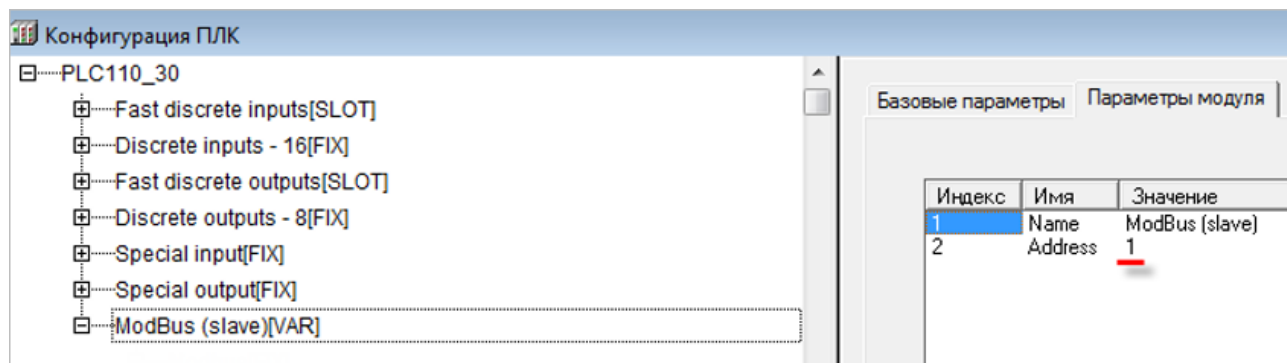 Конфигурация ПЛК
PLC110_30
Fast discrete inputs[SLOT]
Discrete inputs - 16[FIX]
Fast discrete outputs[SLOT]
Discrete outputs - 8[FIX]
Special input[FIX]
Special output[FIX]
ModBus (slave)[VAR]
Базовые параметры Параметры модуля
Индекс Имя Значение
1 Name ModBus (slave)
2 Address 1